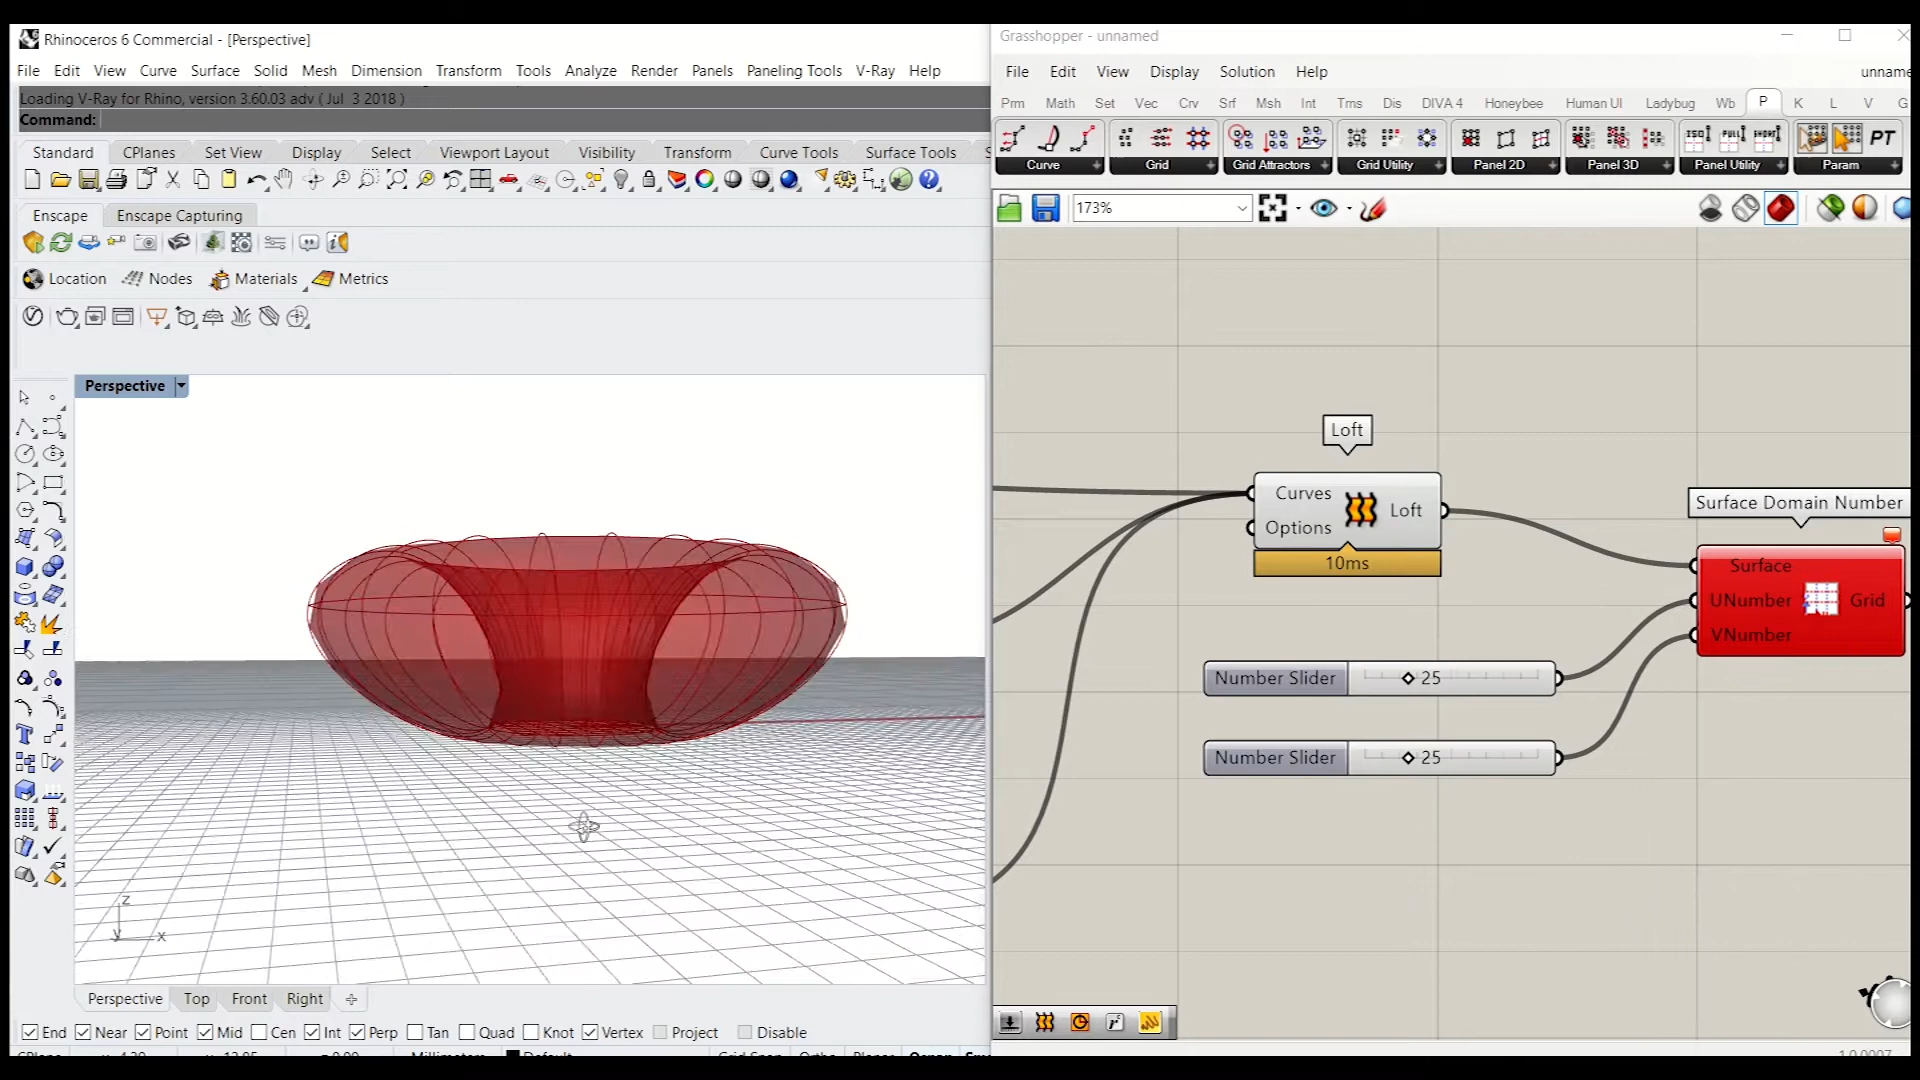 Rhinoceros 6 Commercial - [Perspective]
File Edit View Curve Surface Solid Mesh Dimension Transform Tools Analyze Render Panels Paneling Tools V-Ray Help
Loading V-Ray for Rhino, version 3.60.03 adv ( Jul 3 2018 )
Command:
Standard CPlanes Set View Display Select Viewport Layout Visibility Transform Curve Tools Surface Tools
Enscape Enscape Capturing
Location Nodes Materials Metrics
Perspective
z
y x
Perspective Top Front Right
End Near Point Mid Cen Int Perp Tan Quad Knot Vertex Project Disable
Grasshopper - unnamed
File Edit View Display Solution Help
Prm Math Set Vec Crv Srf Msh Int Trns Dis DIVA 4 Honeybee Human UI Ladybug Wb P K L V
PT
Curve Grid Grid Attractors Grid Utility Panel 2D Panel 3D Panel Utility Param
173%
Loft
Curves
Options
Loft
10ms
Surface Domain Number
Surface
UNumber
VNumber
Grid
Number Slider 25
Number Slider 25